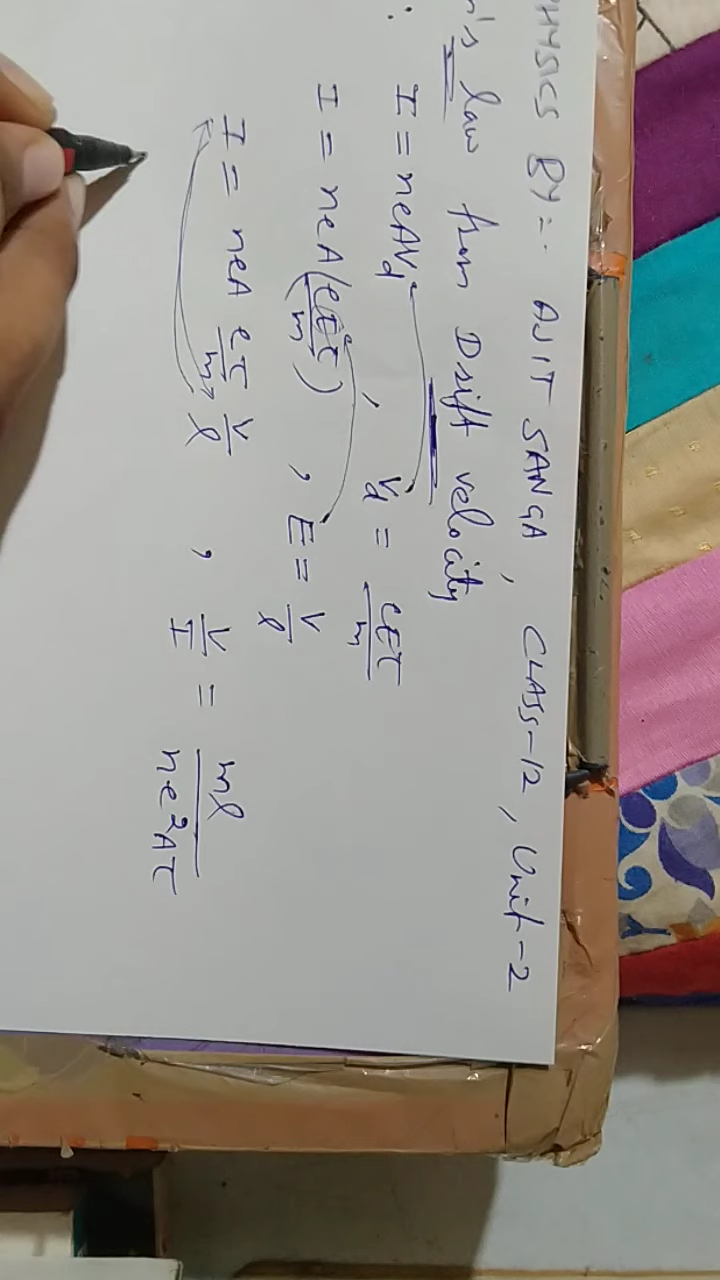 PHYSICS BY:- AJIT SANGA, CLASS-12, Unit-2
law from Drift velocity
: I = neAVd , Vd = eEτ/m
I = neA(eEτ/m) , E = V/l
I = neA eτ/m V/l , V/I = ml/ne²Aτ